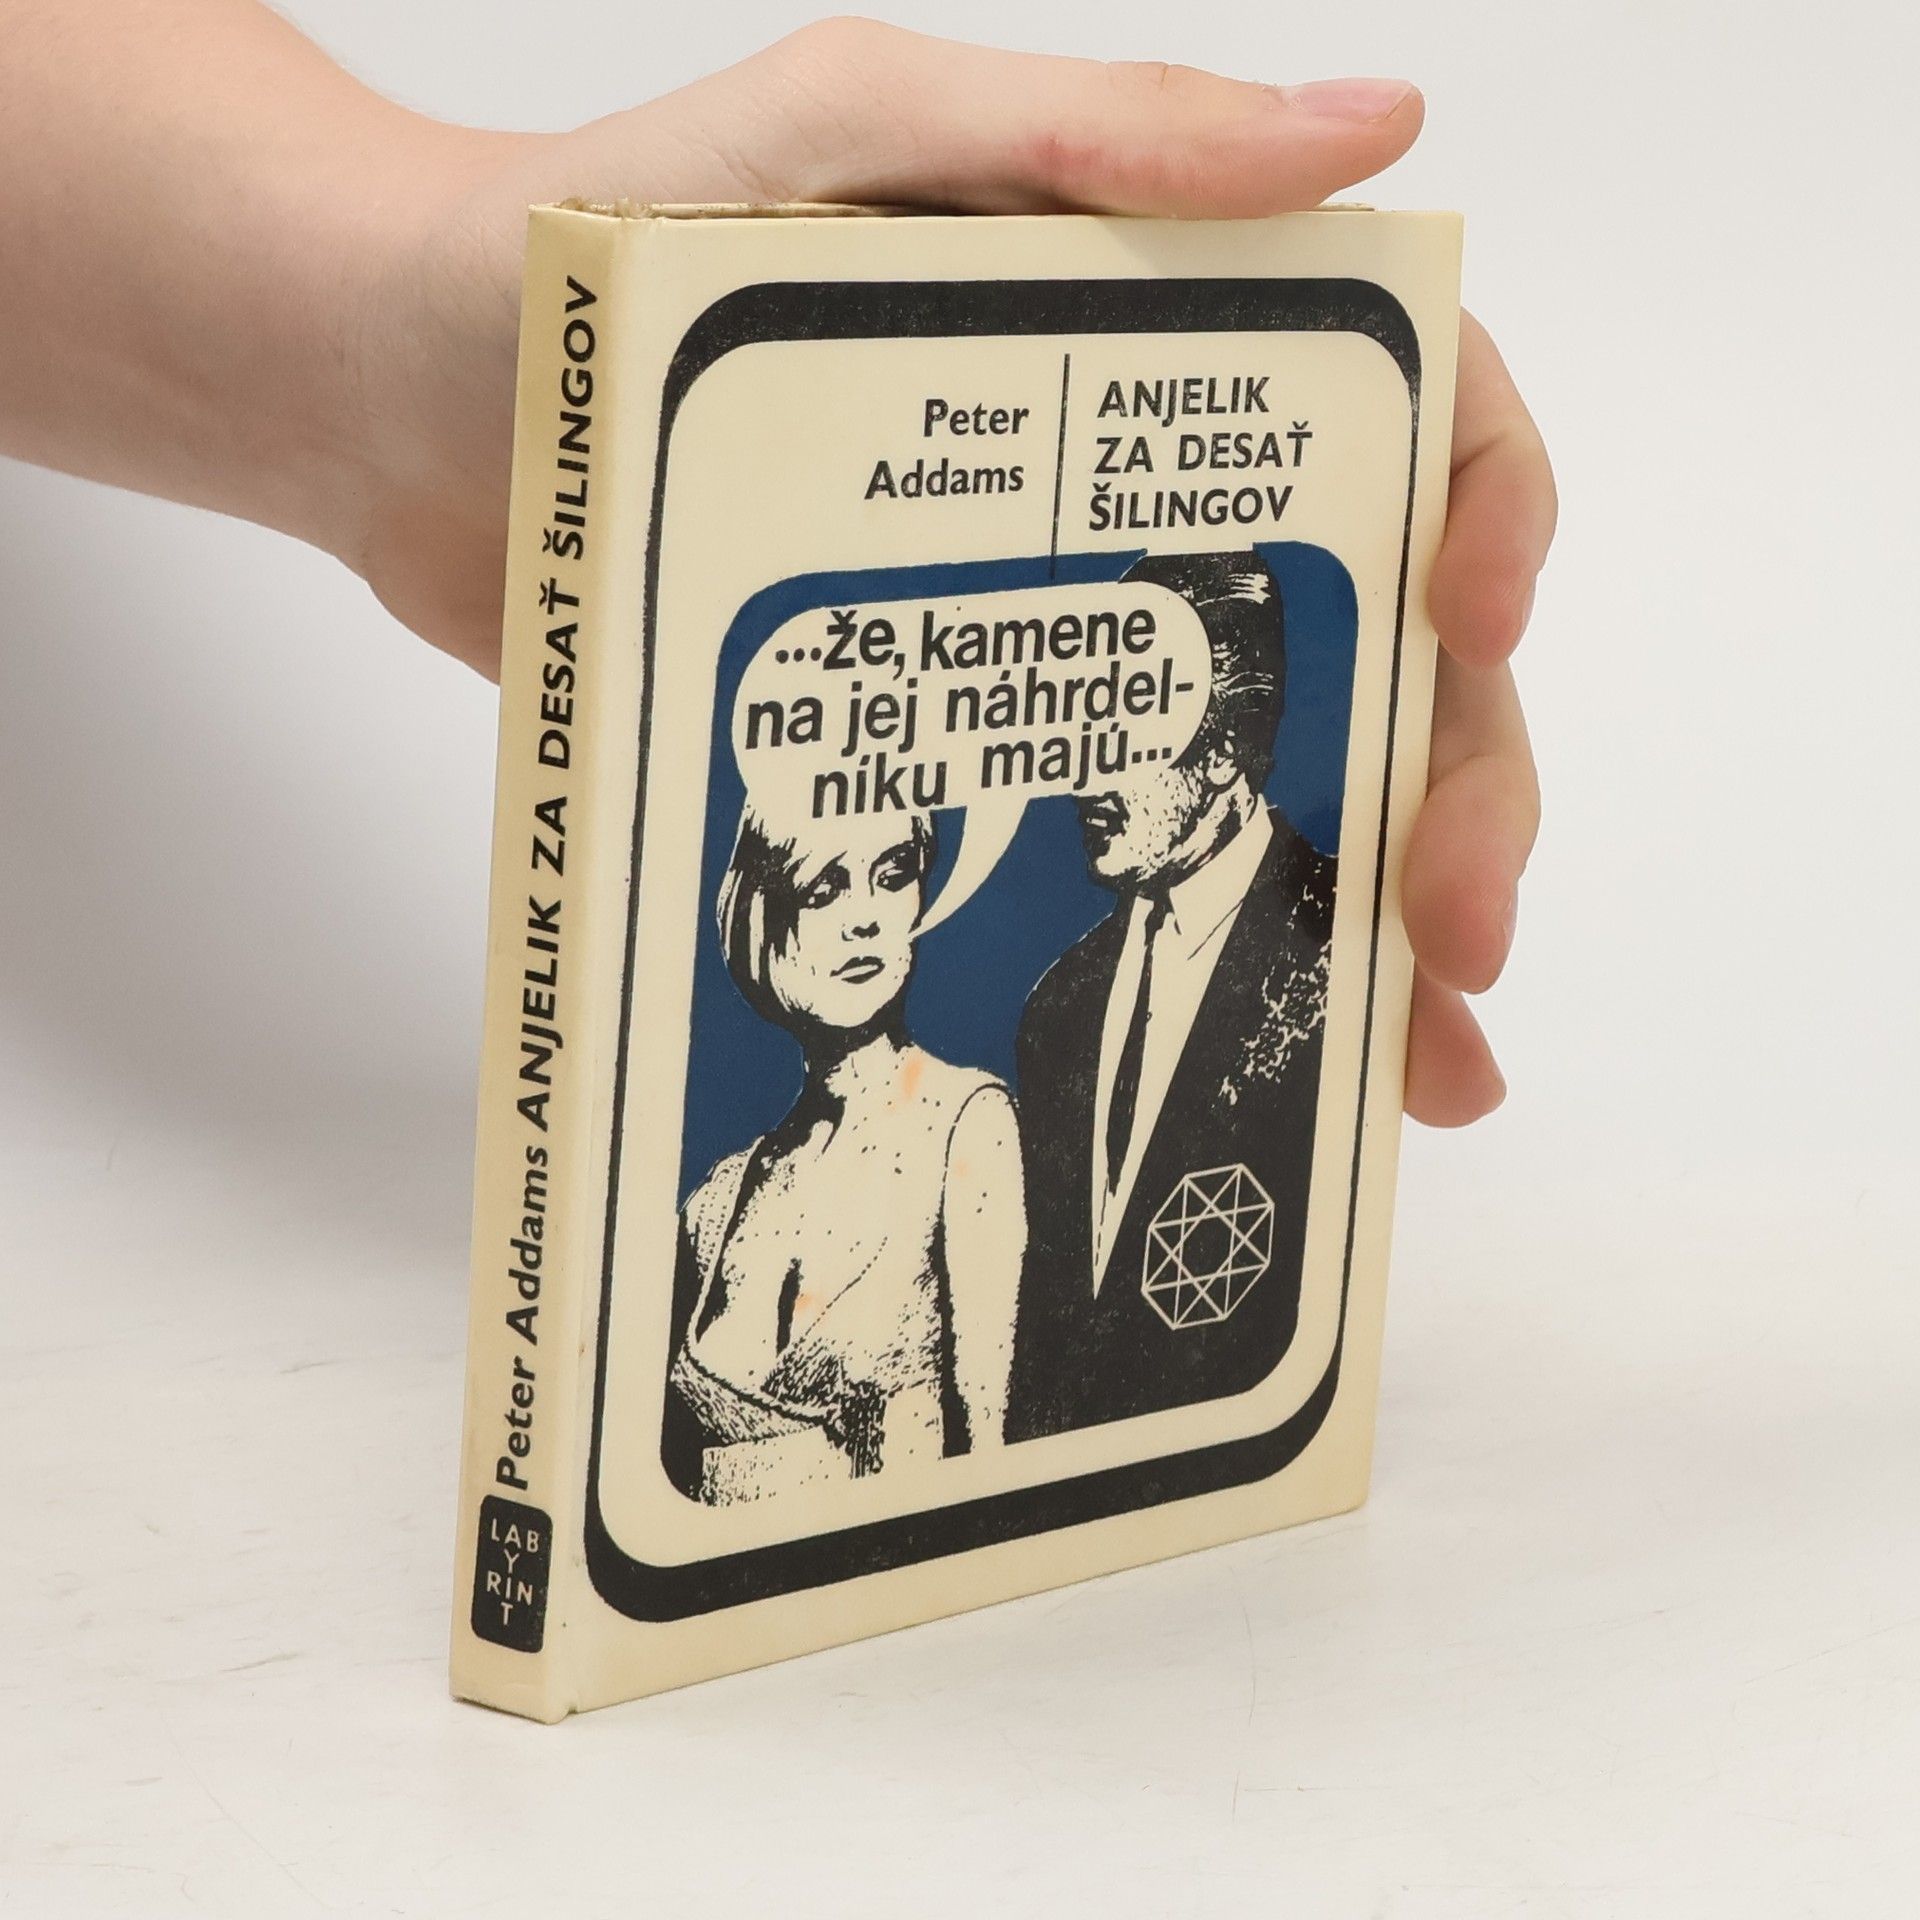 Peter Addams ANJELIK ZA DESAŤ ŠILINGOV
LAB
Y
RIN
T
Peter
Addams
ANJELIK
ZA DESAŤ
ŠILINGOV
...že, kamene
na jej náhrdel-
níku majú...